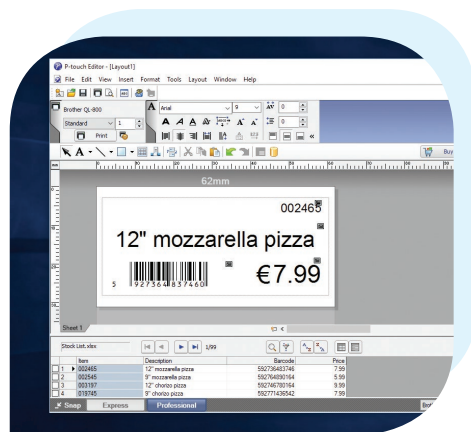 P-touch Editor - [Layout1]
File Edit View Insert Format Tools Layout Window Help
Brother QL-800
Arial 9 0
Standard 1 0
Print
62mm
002465
12" mozzarella pizza
€7.99
5 927364 837460
Sheet 1
Stock List.xlsx 1/99
Item Description Barcode Price
1 002465 12" mozzarella pizza 592736483746 7.99
2 002545 9" mozzarella pizza 592764890164 5.99
3 003197 12" chorizo pizza 592746780164 9.99
4 019745 9" chorizo pizza 592771436542 7.99
Snap Express Professional